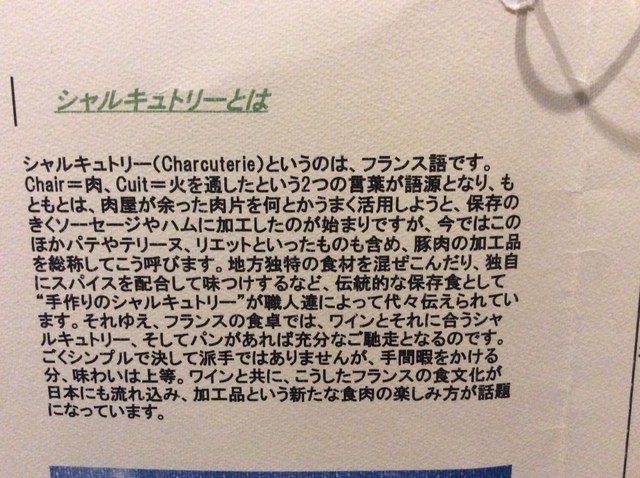 シャルキュトリーとは
シャルキュトリー(Charcuterie)というのは、フランス語です。
Chair＝肉、Cuit＝火を通したという2つの言葉が語源となり、も
ともとは、肉屋が余った肉片を何とかうまく活用しようと、保存の
きくソーセージやハムに加工したのが始まりですが、今ではこの
ほかパテやテリーヌ、リエットといったものも含め、豚肉の加工品
を総称してこう呼びます。地方独特の食材を混ぜこんだり、独自
にスパイスを配合して味つけするなど、伝統的な保存食として
“手作りのシャルキュトリー”が職人達によって代々伝えられてい
ます。それゆえ、フランスの食卓では、ワインとそれに合うシャ
ルキュトリー、そしてパンがあれば充分なご馳走となるのです。
ごくシンプルで決して派手ではありませんが、手間暇をかける
分、味わいは上等。ワインと共に、こうしたフランスの食文化が
日本にも流れ込み、加工品という新たな食肉の楽しみ方が話題
になっています。